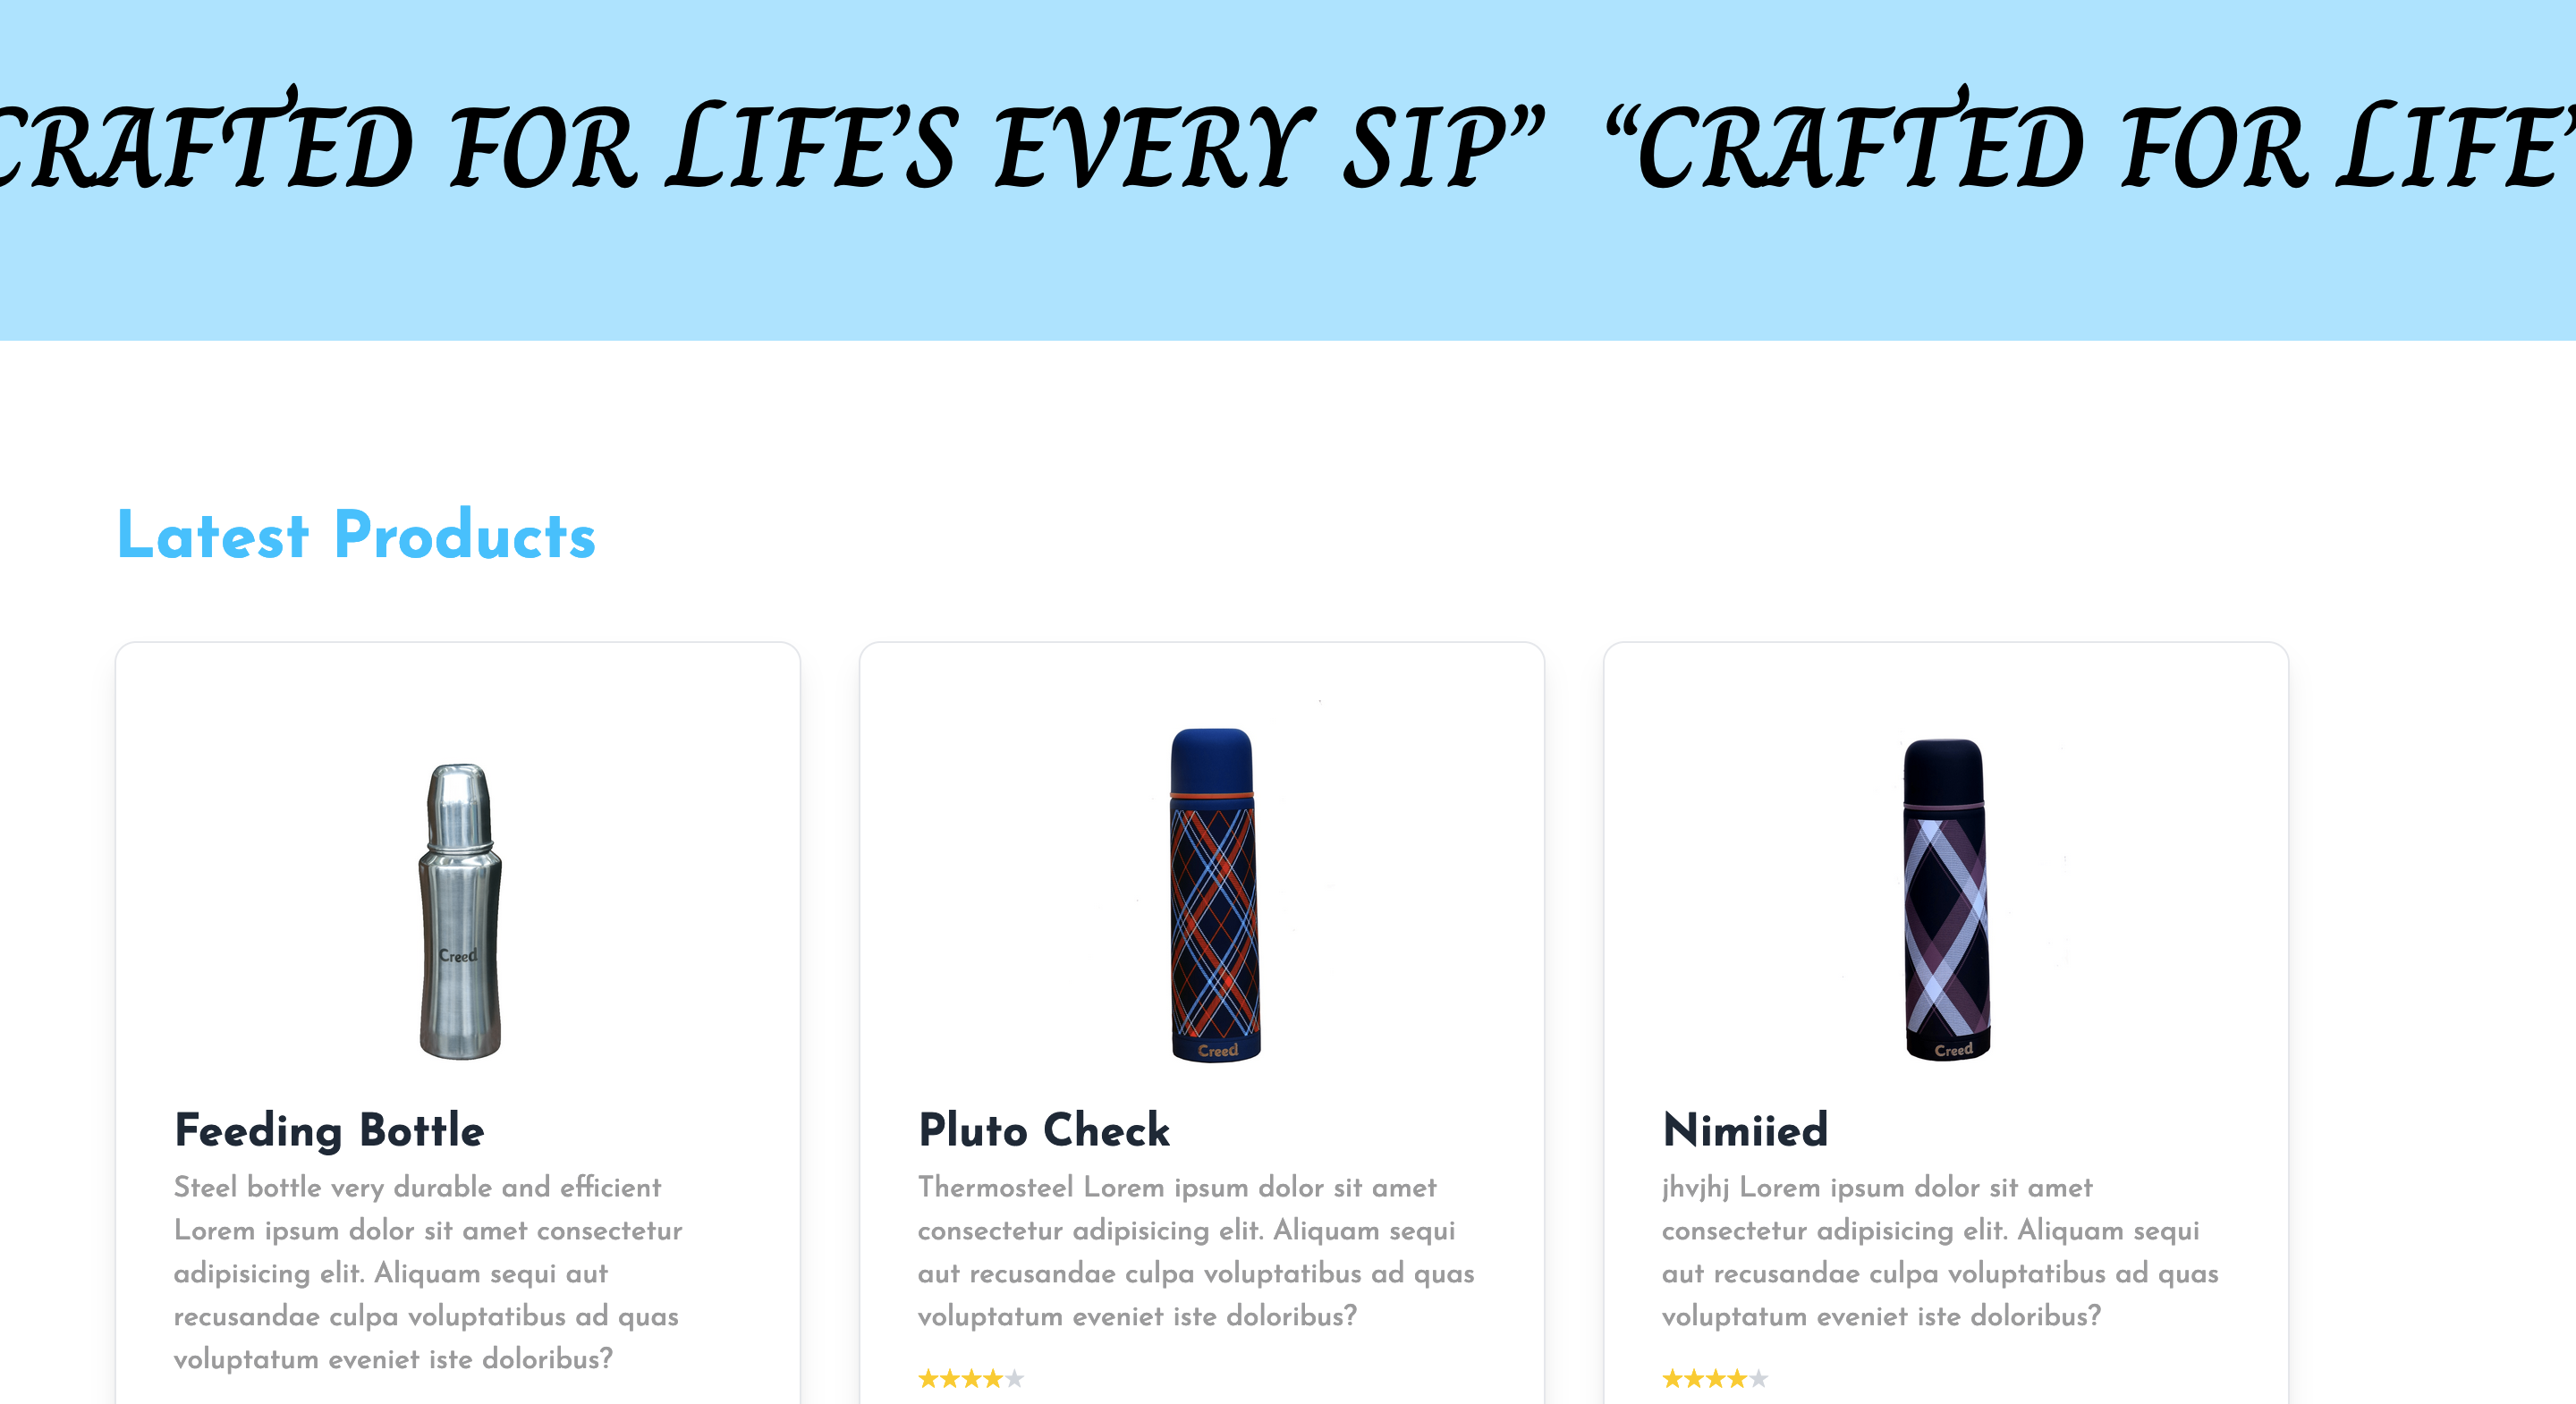 CRAFTED FOR LIFE’S EVERY SIP” “CRAFTED FOR LIFE’
Latest Products
Creed
Creed
Creed
Feeding Bottle
Steel bottle very durable and efficient
Lorem ipsum dolor sit amet consectetur
adipisicing elit. Aliquam sequi aut
recusandae culpa voluptatibus ad quas
voluptatum eveniet iste doloribus?
Pluto Check
Thermosteel Lorem ipsum dolor sit amet
consectetur adipisicing elit. Aliquam sequi
aut recusandae culpa voluptatibus ad quas
voluptatum eveniet iste doloribus?
Nimiied
jhvjhj Lorem ipsum dolor sit amet
consectetur adipisicing elit. Aliquam sequi
aut recusandae culpa voluptatibus ad quas
voluptatum eveniet iste doloribus?